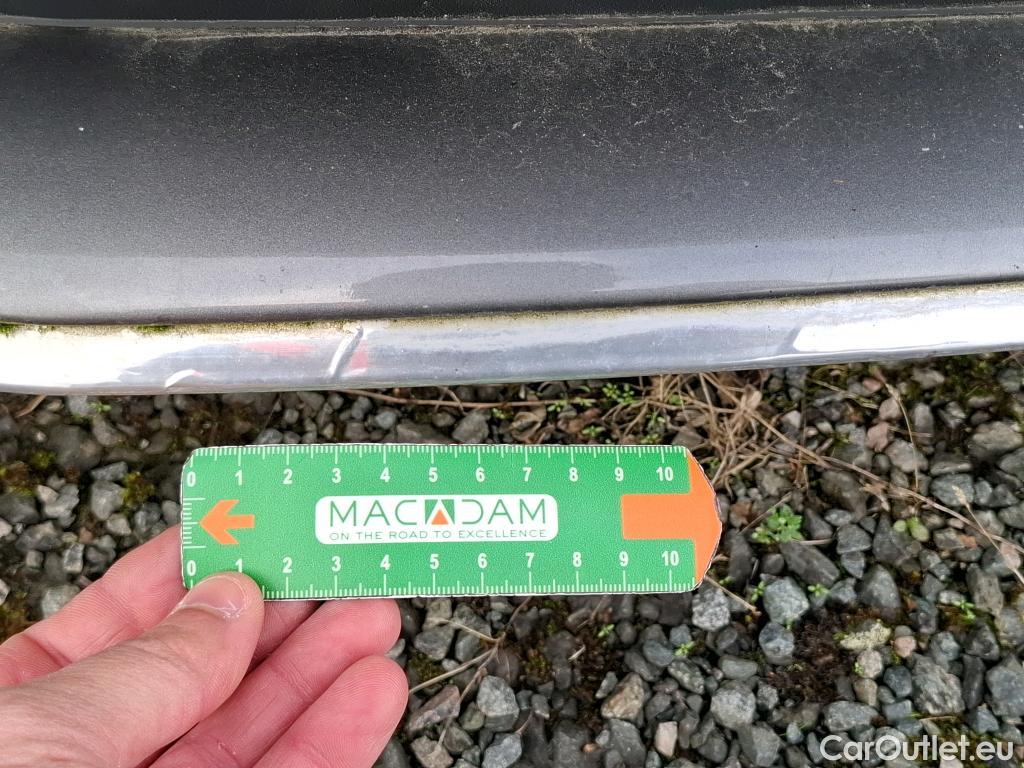 0 1 2 3 4 5 6 7 8 9 10
MACADAM
ON THE ROAD TO EXCELLENCE
0 1 2 3 4 5 6 7 8 9 10
CarOutlet.eu